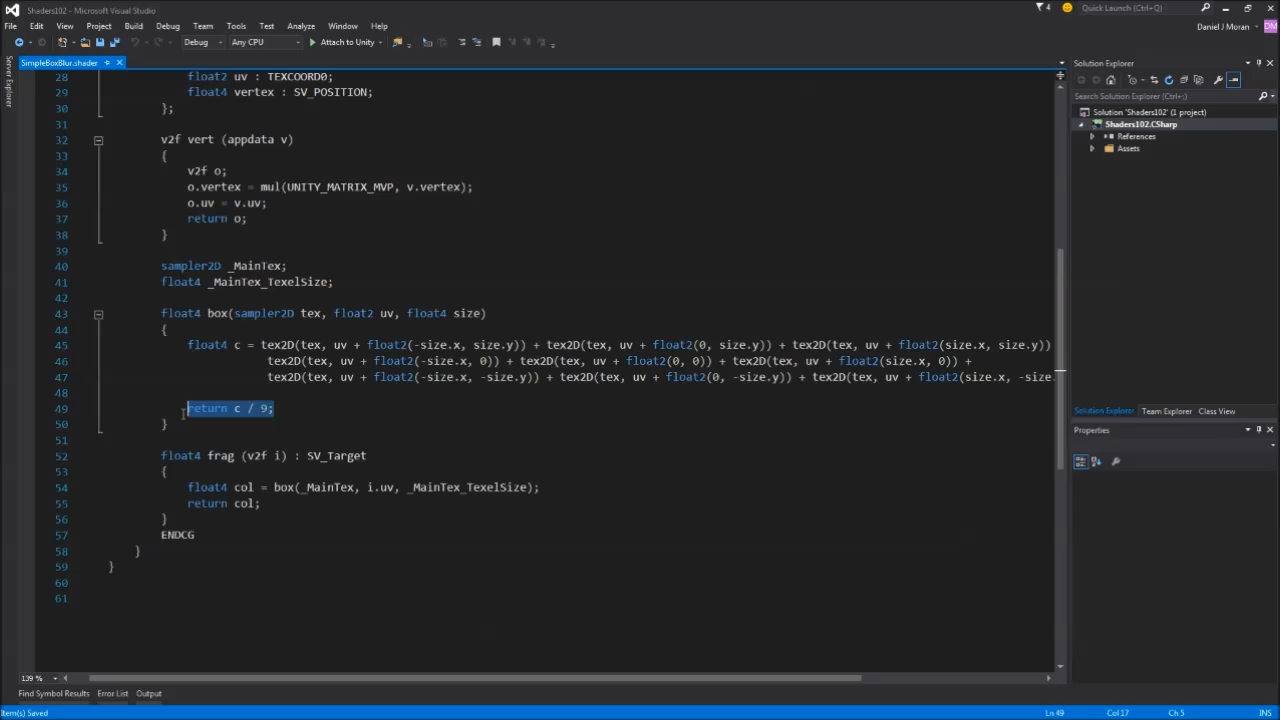 Shaders102 - Microsoft Visual Studio
4
Quick Launch (Ctrl+Q)
File Edit View Project Build Debug Team Tools Test Analyze Window Help
Daniel J Moran
DM
Debug Any CPU Attach to Unity
Server Explorer
SimpleBoxBlur.shader
28 float2 uv : TEXCOORD0;
29 float4 vertex : SV_POSITION;
30 };
31
32 v2f vert (appdata v)
33 {
34 v2f o;
35 o.vertex = mul(UNITY_MATRIX_MVP, v.vertex);
36 o.uv = v.uv;
37 return o;
38 }
39
40 sampler2D _MainTex;
41 float4 _MainTex_TexelSize;
42
43 float4 box(sampler2D tex, float2 uv, float4 size)
44 {
45 float4 c = tex2D(tex, uv + float2(-size.x, size.y)) + tex2D(tex, uv + float2(0, size.y)) + tex2D(tex, uv + float2(size.x, size.y))
46 tex2D(tex, uv + float2(-size.x, 0)) + tex2D(tex, uv + float2(0, 0)) + tex2D(tex, uv + float2(size.x, 0)) +
47 tex2D(tex, uv + float2(-size.x, -size.y)) + tex2D(tex, uv + float2(0, -size.y)) + tex2D(tex, uv + float2(size.x, -size.
48
49 return c / 9;
50 }
51
52 float4 frag (v2f i) : SV_Target
53 {
54 float4 col = box(_MainTex, i.uv, _MainTex_TexelSize);
55 return col;
56 }
57 ENDCG
58 }
59 }
60
61
139 %
Solution Explorer
Search Solution Explorer (Ctrl+;)
Solution 'Shaders102' (1 project)
Shaders102.CSharp
References
Assets
Solution Explorer Team Explorer Class View
Properties
Find Symbol Results Error List Output
Item(s) Saved
Ln 49 Col 17 Ch 5 INS